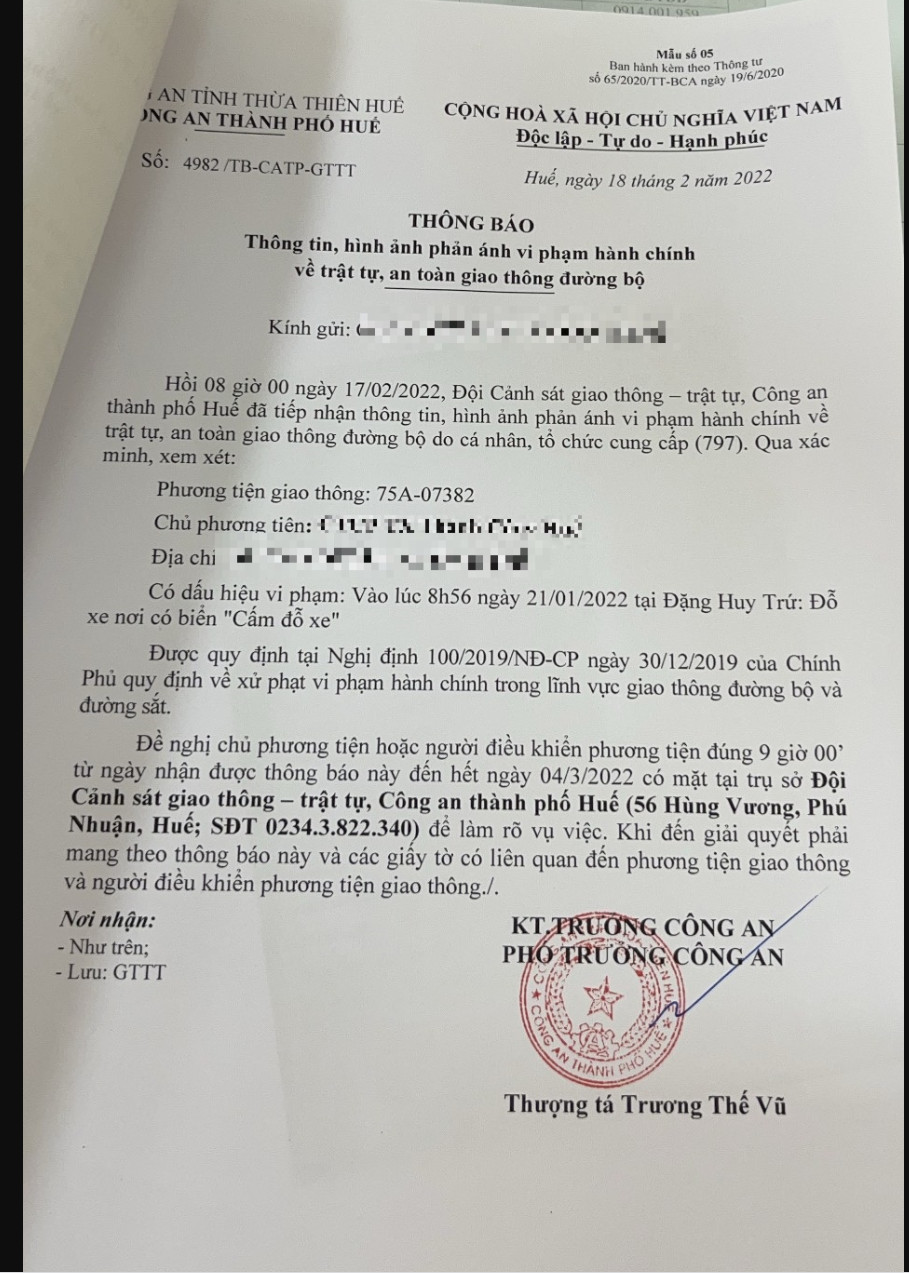 0914 001 959
Mẫu số 05
Ban hành kèm theo Thông tư
số 65/2020/TT-BCA ngày 19/6/2020
AN TỈNH THỪA THIÊN HUẾ
ÔNG AN THÀNH PHỐ HUẾ
Số: 4982 /TB-CATP-GTTT
CỘNG HOÀ XÃ HỘI CHỦ NGHĨA VIỆT NAM
Độc lập - Tự do - Hạnh phúc
Huế, ngày 18 tháng 2 năm 2022
THÔNG BÁO
Thông tin, hình ảnh phản ánh vi phạm hành chính
về trật tự, an toàn giao thông đường bộ
Kính gửi:
Hồi 08 giờ 00 ngày 17/02/2022, Đội Cảnh sát giao thông – trật tự, Công an
thành phố Huế đã tiếp nhận thông tin, hình ảnh phản ánh vi phạm hành chính về
trật tự, an toàn giao thông đường bộ do cá nhân, tổ chức cung cấp (797). Qua xác
minh, xem xét:
Phương tiện giao thông: 75A-07382
Chủ phương tiên:
Địa chỉ
Có dấu hiệu vi phạm: Vào lúc 8h56 ngày 21/01/2022 tại Đặng Huy Trứ: Đỗ
xe nơi có biển "Cấm đỗ xe"
Được quy định tại Nghị định 100/2019/NĐ-CP ngày 30/12/2019 của Chính
Phủ quy định về xử phạt vi phạm hành chính trong lĩnh vực giao thông đường bộ và
đường sắt.
Đề nghị chủ phương tiện hoặc người điều khiển phương tiện đúng 9 giờ 00’
từ ngày nhận được thông báo này đến hết ngày 04/3/2022 có mặt tại trụ sở Đội
Cảnh sát giao thông – trật tự, Công an thành phố Huế (56 Hùng Vương, Phú
Nhuận, Huế; SĐT 0234.3.822.340) để làm rõ vụ việc. Khi đến giải quyết phải
mang theo thông báo này và các giấy tờ có liên quan đến phương tiện giao thông
và người điều khiển phương tiện giao thông./.
Nơi nhận:
- Như trên;
- Lưu: GTTT
KT.TRƯỞNG CÔNG AN
PHÓ TRƯỞNG CÔNG AN
CÔNG AN THÀNH PHỐ HUẾ
Thượng tá Trương Thế Vũ